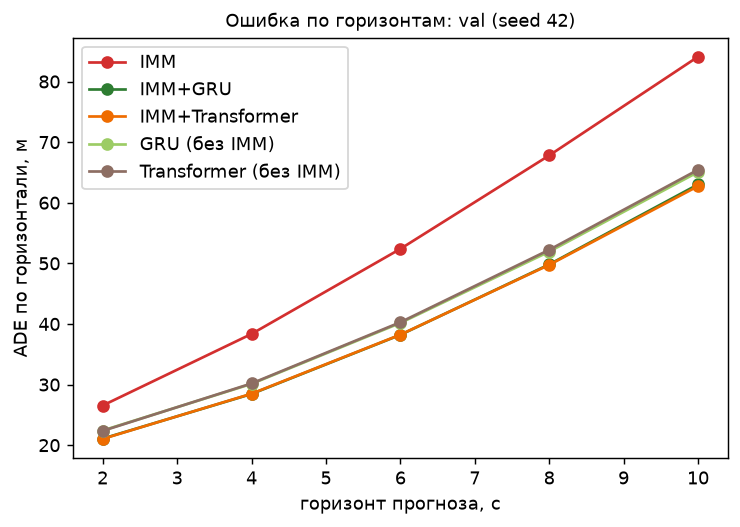 Ошибка по горизонтам: val (seed 42)
IMM
IMM+GRU
IMM+Transformer
GRU (без IMM)
Transformer (без IMM)
ADE по горизонтали, м
80
70
60
50
40
30
20
2 3 4 5 6 7 8 9 10
горизонт прогноза, с